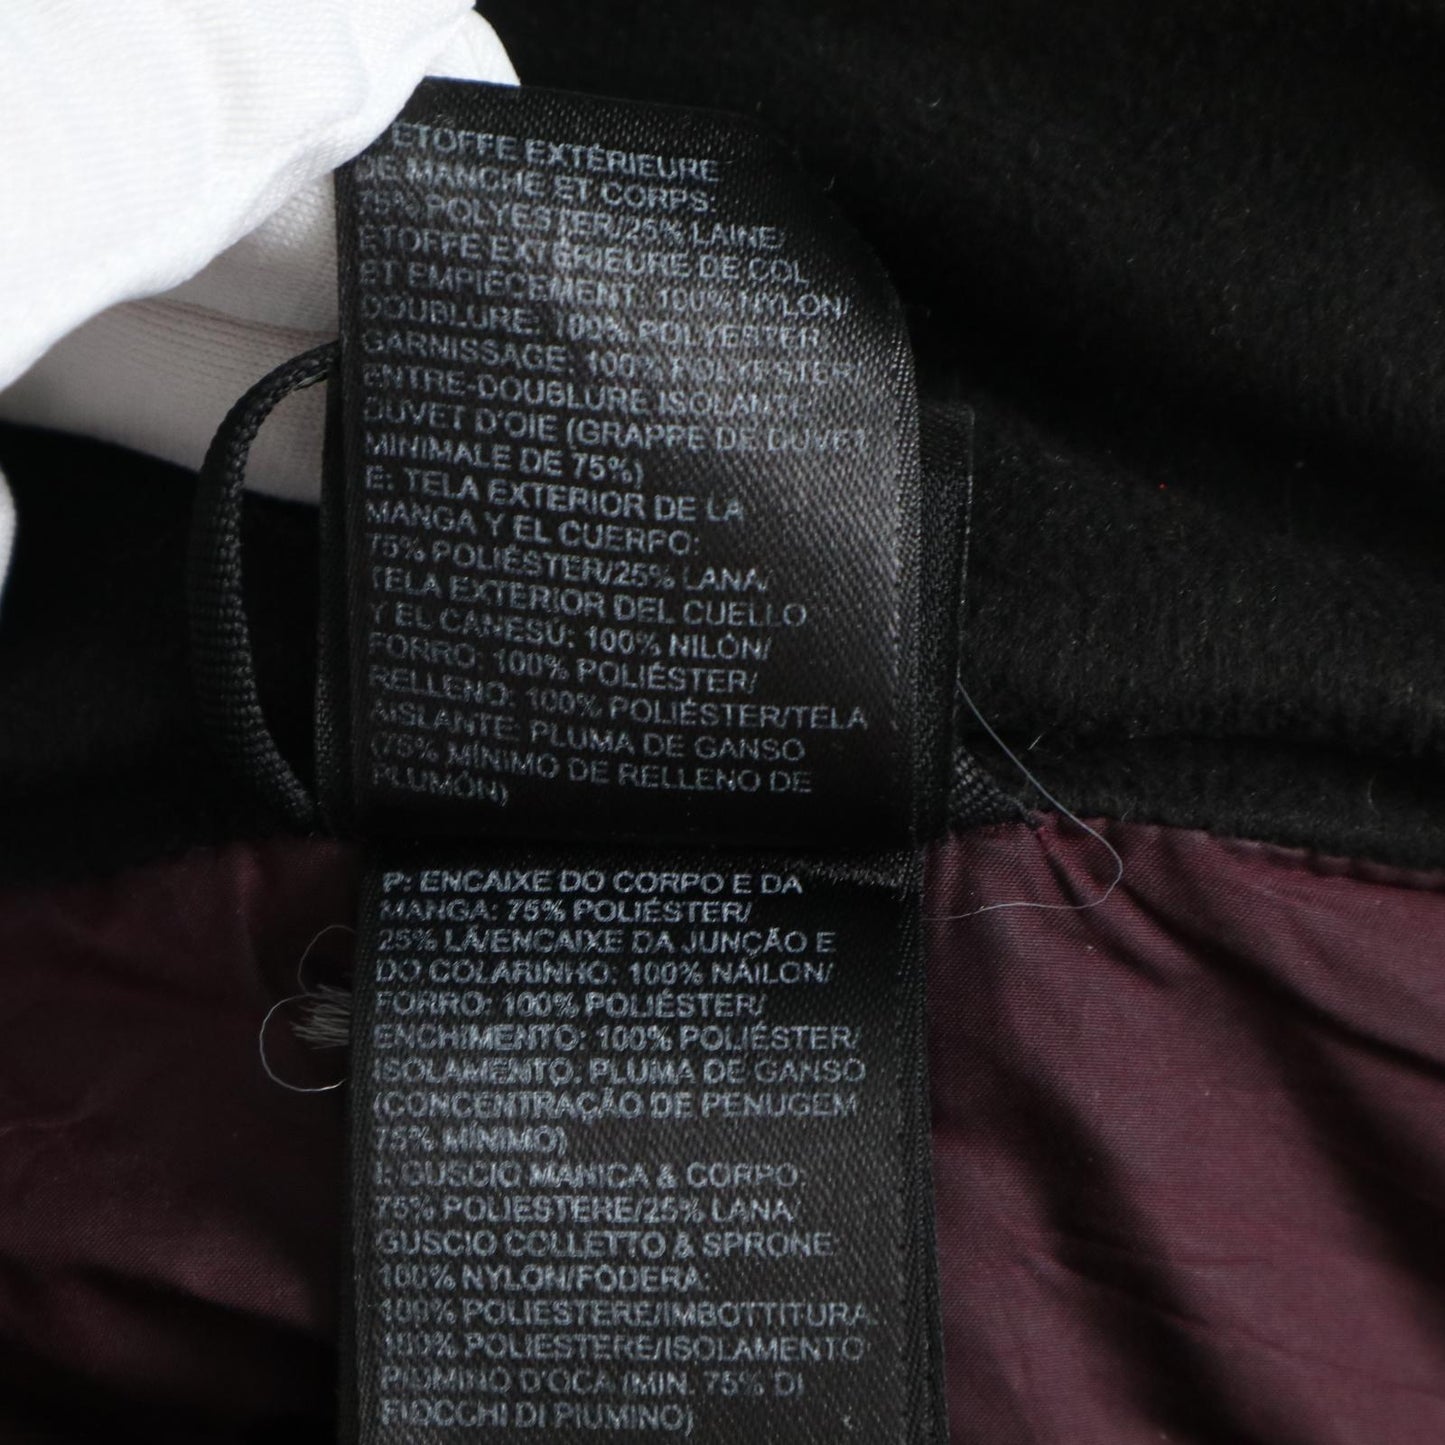 ETOFFE EXTÉRIEURE
DE MANCHE ET CORPS:
75% POLYESTER/25% LAINE/
ETOFFE EXTÉRIEURE DE COL
ET EMPIÈCEMENT: 100% NYLON/
DOUBLURE: 100% POLYESTER/
GARNISSAGE: 100% POLYESTER/
ENTRE-DOUBLURE ISOLANTE:
DUVET D'OIE (GRAPPE DE DUVET
MINIMALE DE 75%)
E: TELA EXTERIOR DE LA
MANGA Y EL CUERPO:
75% POLIÉSTER/25% LANA/
TELA EXTERIOR DEL CUELLO
Y EL CANESÚ: 100% NILÓN/
FORRO: 100% POLIÉSTER/
RELLENO: 100% POLIÉSTER/TELA
AISLANTE: PLUMA DE GANSO
(75% MÍNIMO DE RELLENO DE
PLUMÓN)
P: ENCAIXE DO CORPO E DA
MANGA: 75% POLIÉSTER/
25% LÃ/ENCAIXE DA JUNÇÃO E
DO COLARINHO: 100% NÁILON/
FORRO: 100% POLIÉSTER/
ENCHIMENTO: 100% POLIÉSTER/
ISOLAMENTO: PLUMA DE GANSO
(CONCENTRAÇÃO DE PENUGEM
75% MÍNIMO)
I: GUSCIO MANICA & CORPO:
75% POLIESTERE/25% LANA/
GUSCIO COLLETTO & SPRONE:
100% NYLON/FODERA:
100% POLIESTERE/IMBOTTITURA:
100% POLIESTERE/ISOLAMENTO:
PIUMINO D'OCA (MIN. 75% DI
FIOCCHI DI PIUMINO)